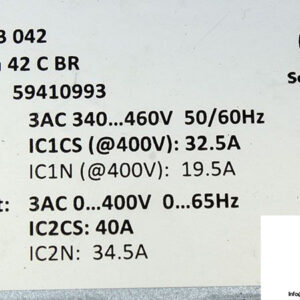 3 042
42 C BR
59410993
3AC 340...460V 50/60Hz
IC1CS (@400V): 32.5A
IC1N (@400V): 19.5A
t: 3AC 0...400V 0...65Hz
IC2CS: 40A
IC2N: 34.5A